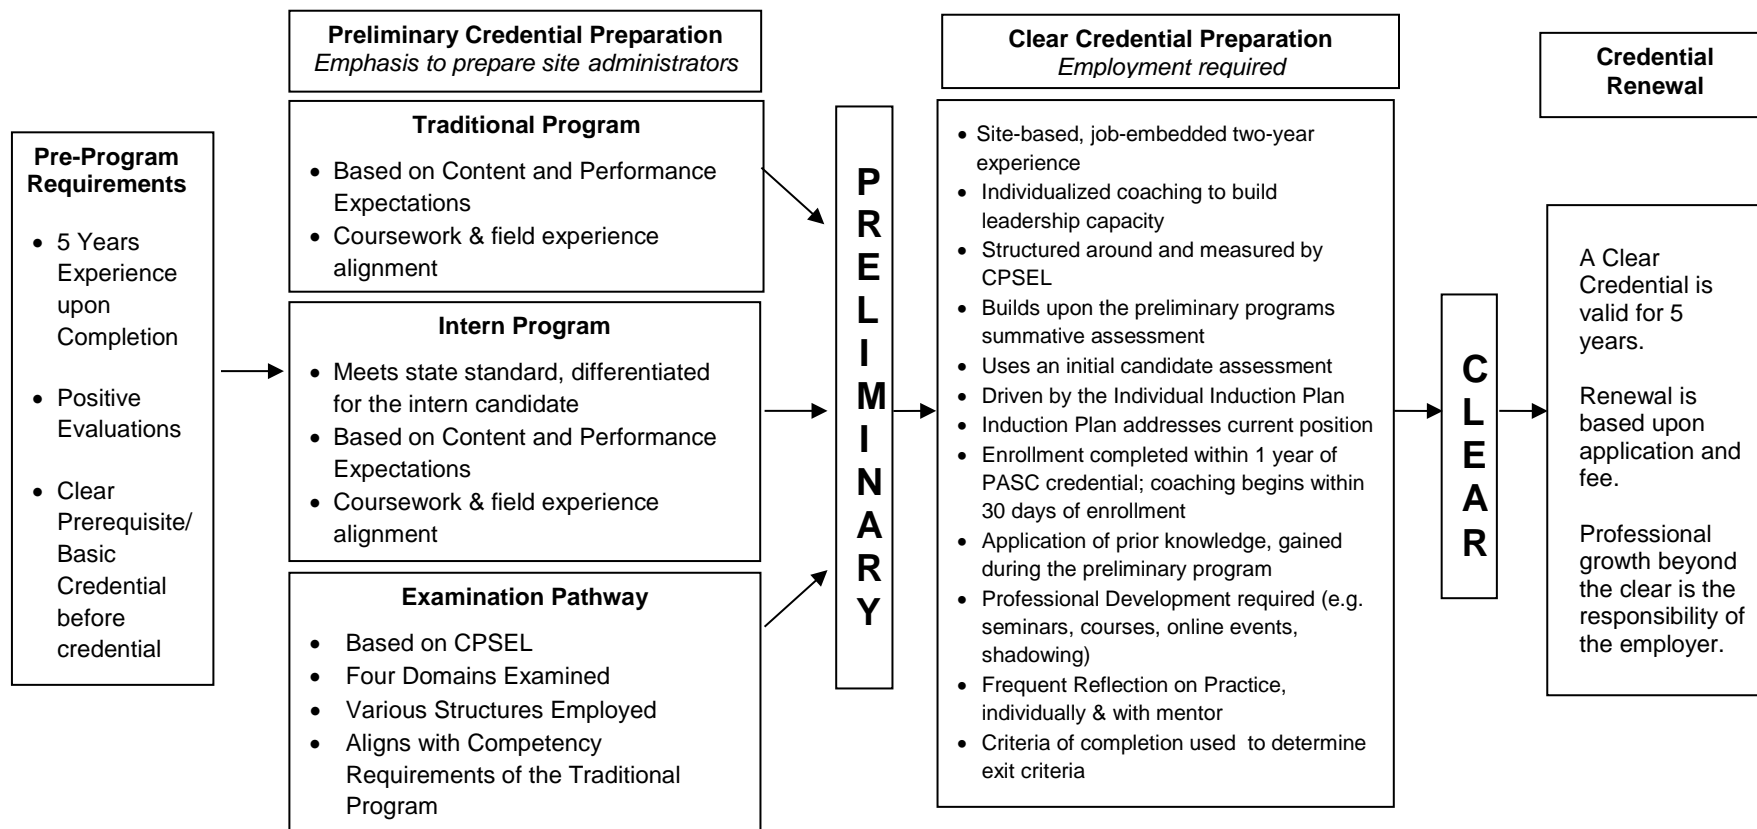 Pre-Program
Requirements
• 5 Years
Experience
upon
Completion
• Positive
Evaluations
• Clear
Prerequisite/
Basic
Credential
before
credential
Preliminary Credential Preparation
Emphasis to prepare site administrators
Traditional Program
• Based on Content and Performance
Expectations
• Coursework & field experience
alignment
Intern Program
• Meets state standard, differentiated
for the intern candidate
• Based on Content and Performance
Expectations
• Coursework & field experience
alignment
Examination Pathway
• Based on CPSEL
• Four Domains Examined
• Various Structures Employed
• Aligns with Competency
Requirements of the Traditional
Program
PRELIMINARY
Clear Credential Preparation
Employment required
• Site-based, job-embedded two-year
experience
• Individualized coaching to build
leadership capacity
• Structured around and measured by
CPSEL
• Builds upon the preliminary programs
summative assessment
• Uses an initial candidate assessment
• Driven by the Individual Induction Plan
• Induction Plan addresses current position
• Enrollment completed within 1 year of
PASC credential; coaching begins within
30 days of enrollment
• Application of prior knowledge, gained
during the preliminary program
• Professional Development required (e.g.
seminars, courses, online events,
shadowing)
• Frequent Reflection on Practice,
individually & with mentor
• Criteria of completion used to determine
exit criteria
CLEAR
Credential
Renewal
A Clear
Credential is
valid for 5
years.
Renewal is
based upon
application and
fee.
Professional
growth beyond
the clear is the
responsibility of
the employer.